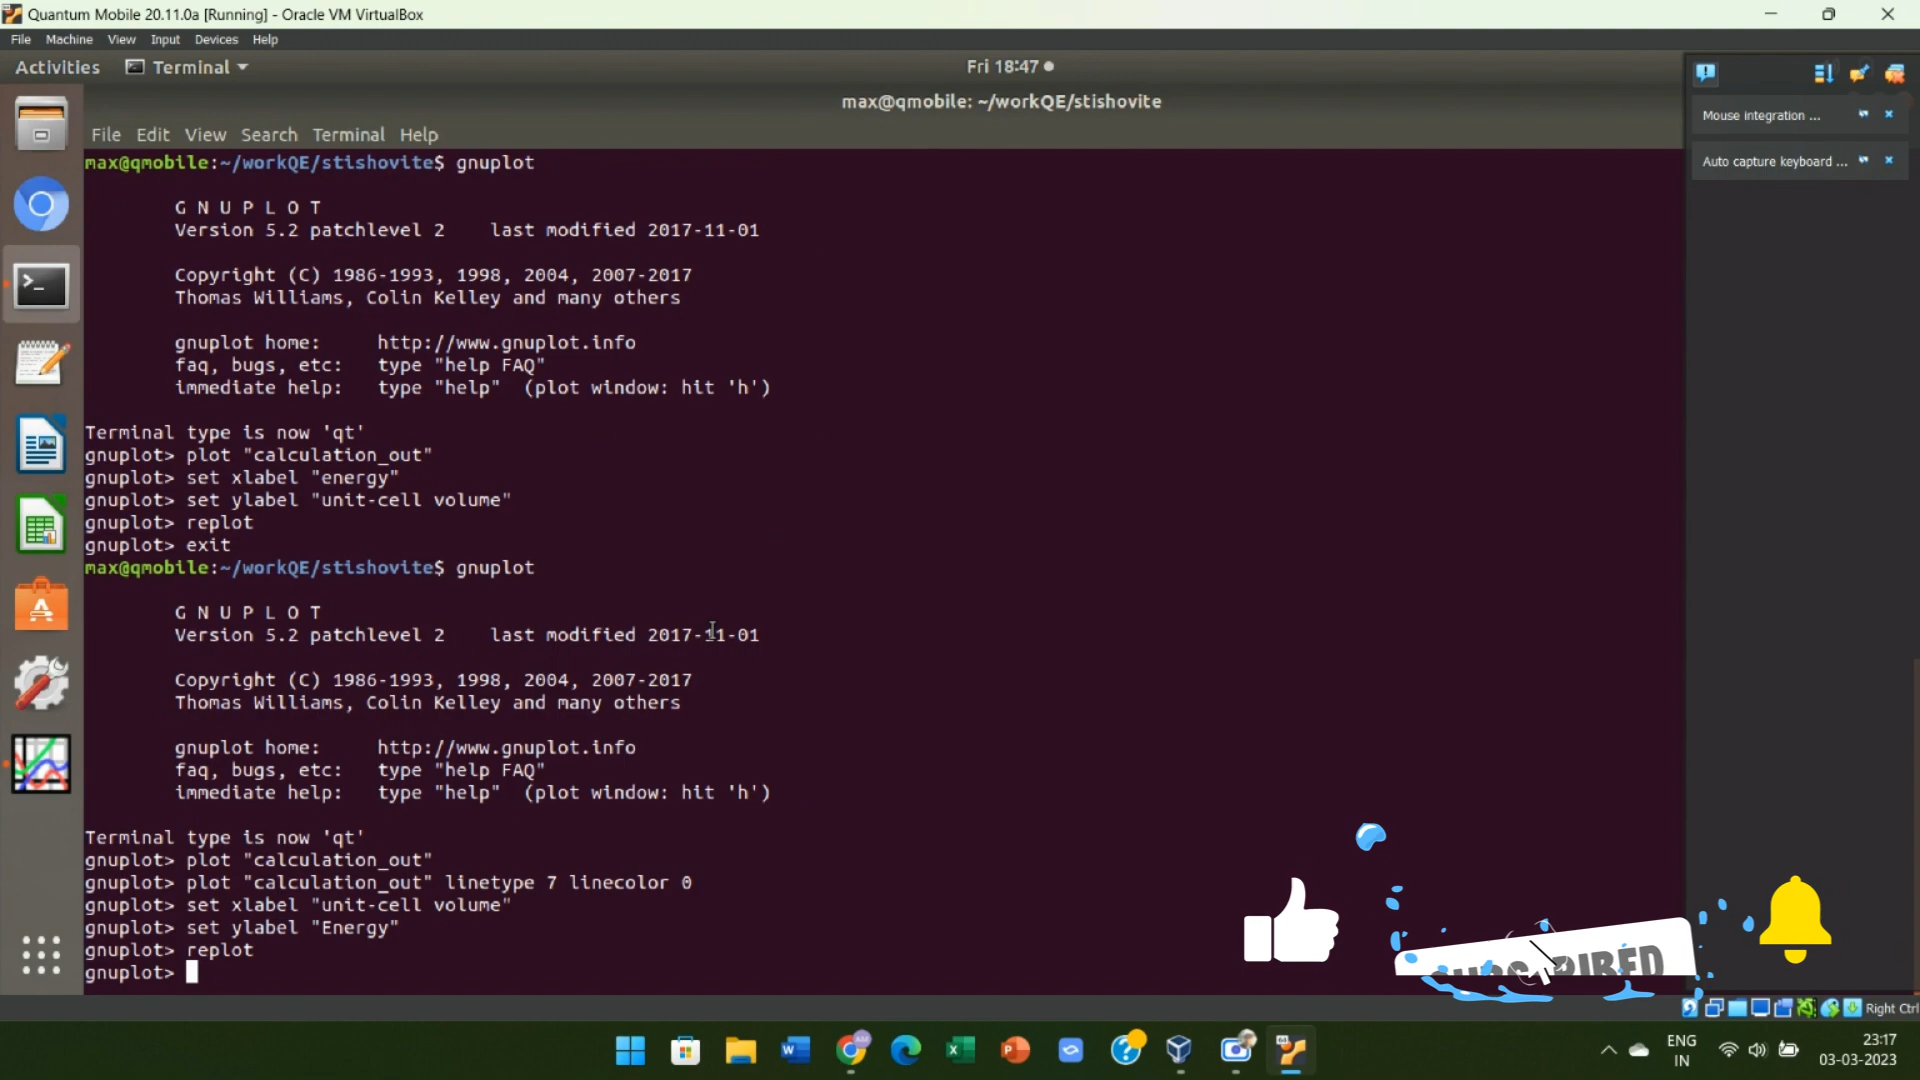 Quantum Mobile 20.11.0a [Running] - Oracle VM VirtualBox
File Machine View Input Devices Help
Activities Terminal Fri 18:47
max@qmobile: ~/workQE/stishovite
Mouse integration ...
Auto capture keyboard ...
File Edit View Search Terminal Help
max@qmobile:~/workQE/stishovite$ gnuplot
G N U P L O T
Version 5.2 patchlevel 2 last modified 2017-11-01
Copyright (C) 1986-1993, 1998, 2004, 2007-2017
Thomas Williams, Colin Kelley and many others
gnuplot home: http://www.gnuplot.info
faq, bugs, etc: type "help FAQ"
immediate help: type "help" (plot window: hit 'h')
Terminal type is now 'qt'
gnuplot> plot "calculation_out"
gnuplot> set xlabel "energy"
gnuplot> set ylabel "unit-cell volume"
gnuplot> replot
gnuplot> exit
max@qmobile:~/workQE/stishovite$ gnuplot
G N U P L O T
Version 5.2 patchlevel 2 last modified 2017-11-01
Copyright (C) 1986-1993, 1998, 2004, 2007-2017
Thomas Williams, Colin Kelley and many others
gnuplot home: http://www.gnuplot.info
faq, bugs, etc: type "help FAQ"
immediate help: type "help" (plot window: hit 'h')
Terminal type is now 'qt'
gnuplot> plot "calculation_out"
gnuplot> plot "calculation_out" linetype 7 linecolor 0
gnuplot> set xlabel "unit-cell volume"
gnuplot> set ylabel "Energy"
gnuplot> replot
gnuplot>
Right Ctrl
ENG
IN
23:17
03-03-2023